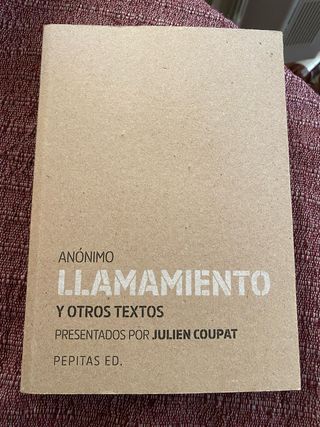 ANÓNIMO
LLAMAMIENTO
Y OTROS TEXTOS
PRESENTADOS POR JULIEN COUPAT
PEPITAS ED.